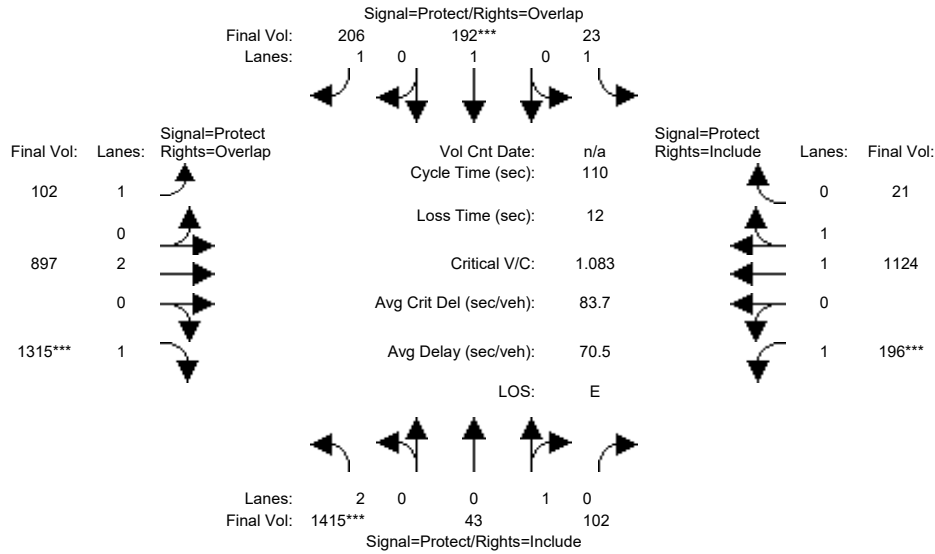 Signal=Protect/Rights=Overlap
Final Vol: 206 192*** 23
Lanes: 1 0 1 0 1
Signal=Protect Signal=Protect
Final Vol: Lanes: Rights=Overlap Vol Cnt Date: n/a Rights=Include Lanes: Final Vol:
Cycle Time (sec): 110
102 1 0 21
Loss Time (sec): 12
0 1
897 2 Critical V/C: 1.083 1 1124
0 Avg Crit Del (sec/veh): 83.7 0
1315*** 1 Avg Delay (sec/veh): 70.5 1 196***
LOS: E
Lanes: 2 0 0 1 0
Final Vol: 1415*** 43 102
Signal=Protect/Rights=Include